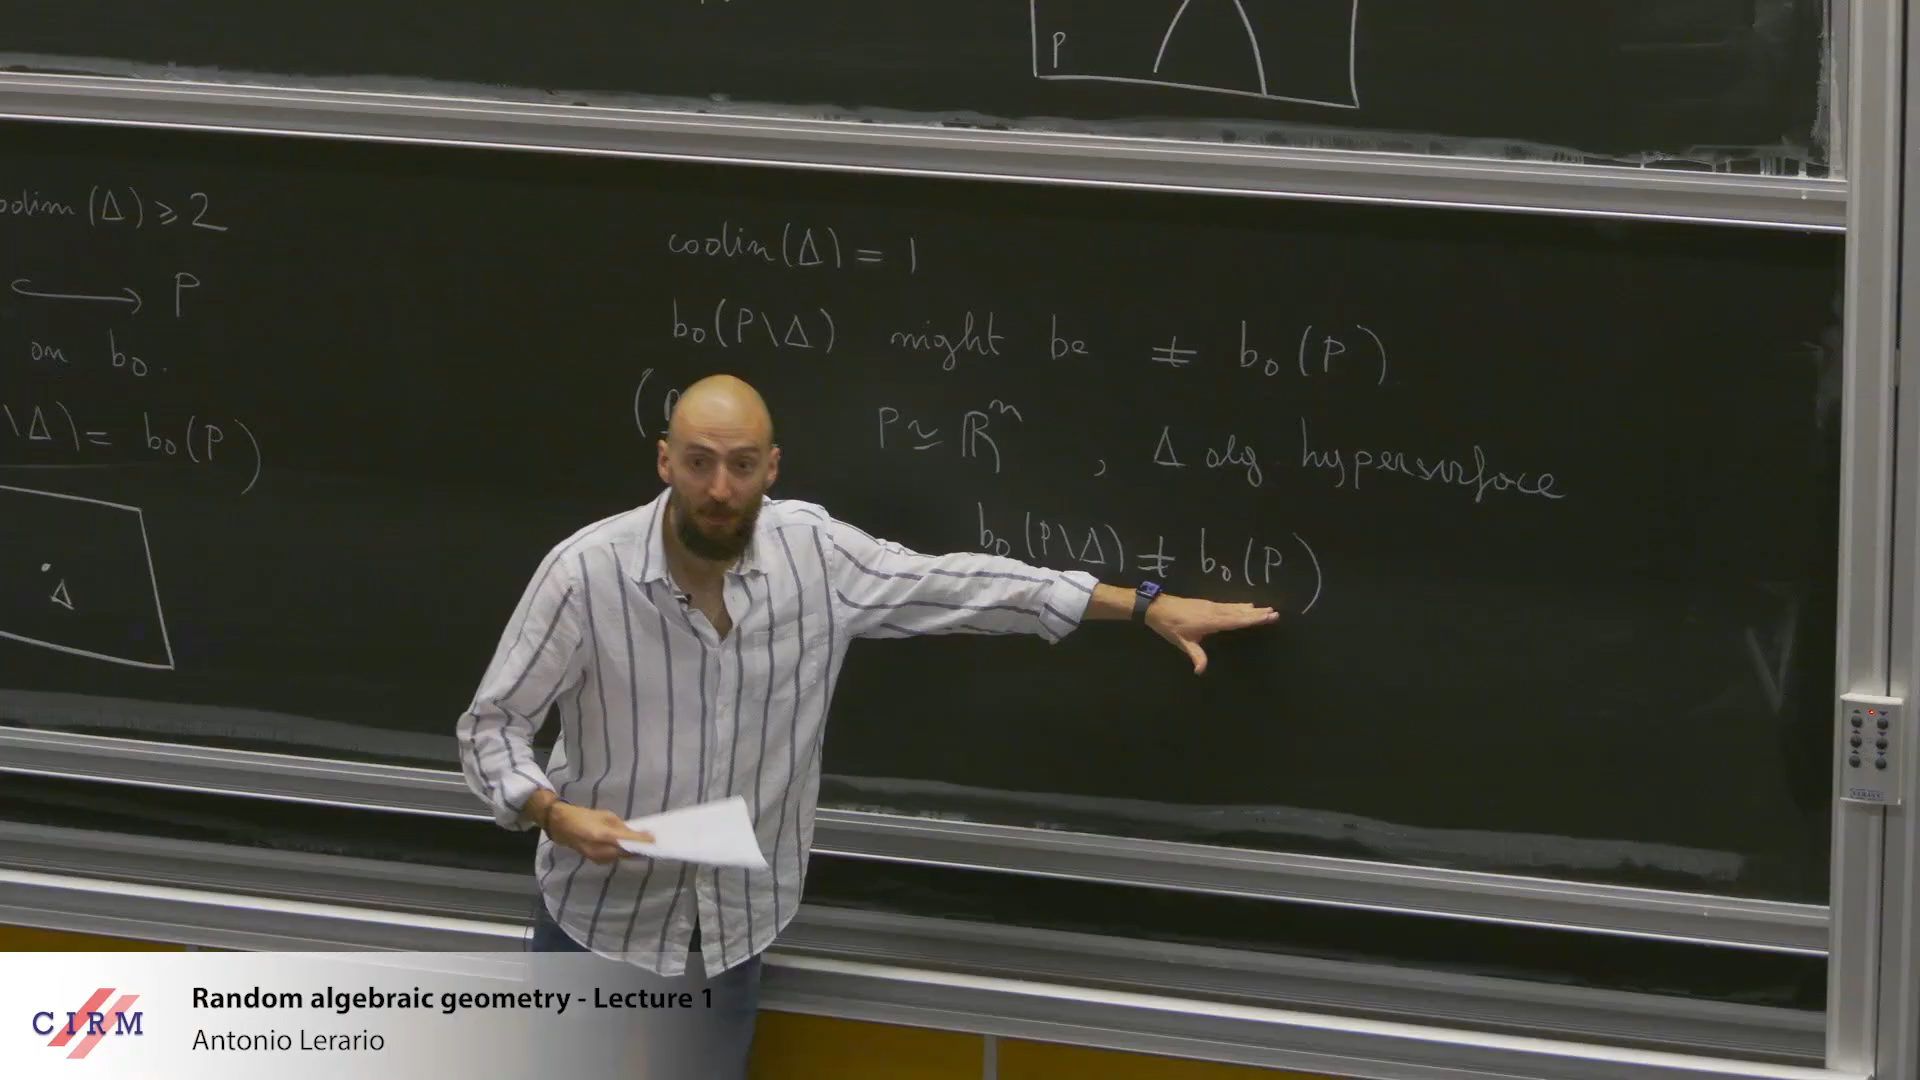 P
codim (Δ) ⩾ 2
P
on b₀.
\Δ) = b₀(P)
Δ
codim (Δ) = 1
b₀(P\Δ) might be ≠ b₀(P)
P ≃ ℝⁿ , Δ alg. hypersurface
b₀(P\Δ) ≠ b₀(P)
CIRM
Random algebraic geometry - Lecture 1
Antonio Lerario